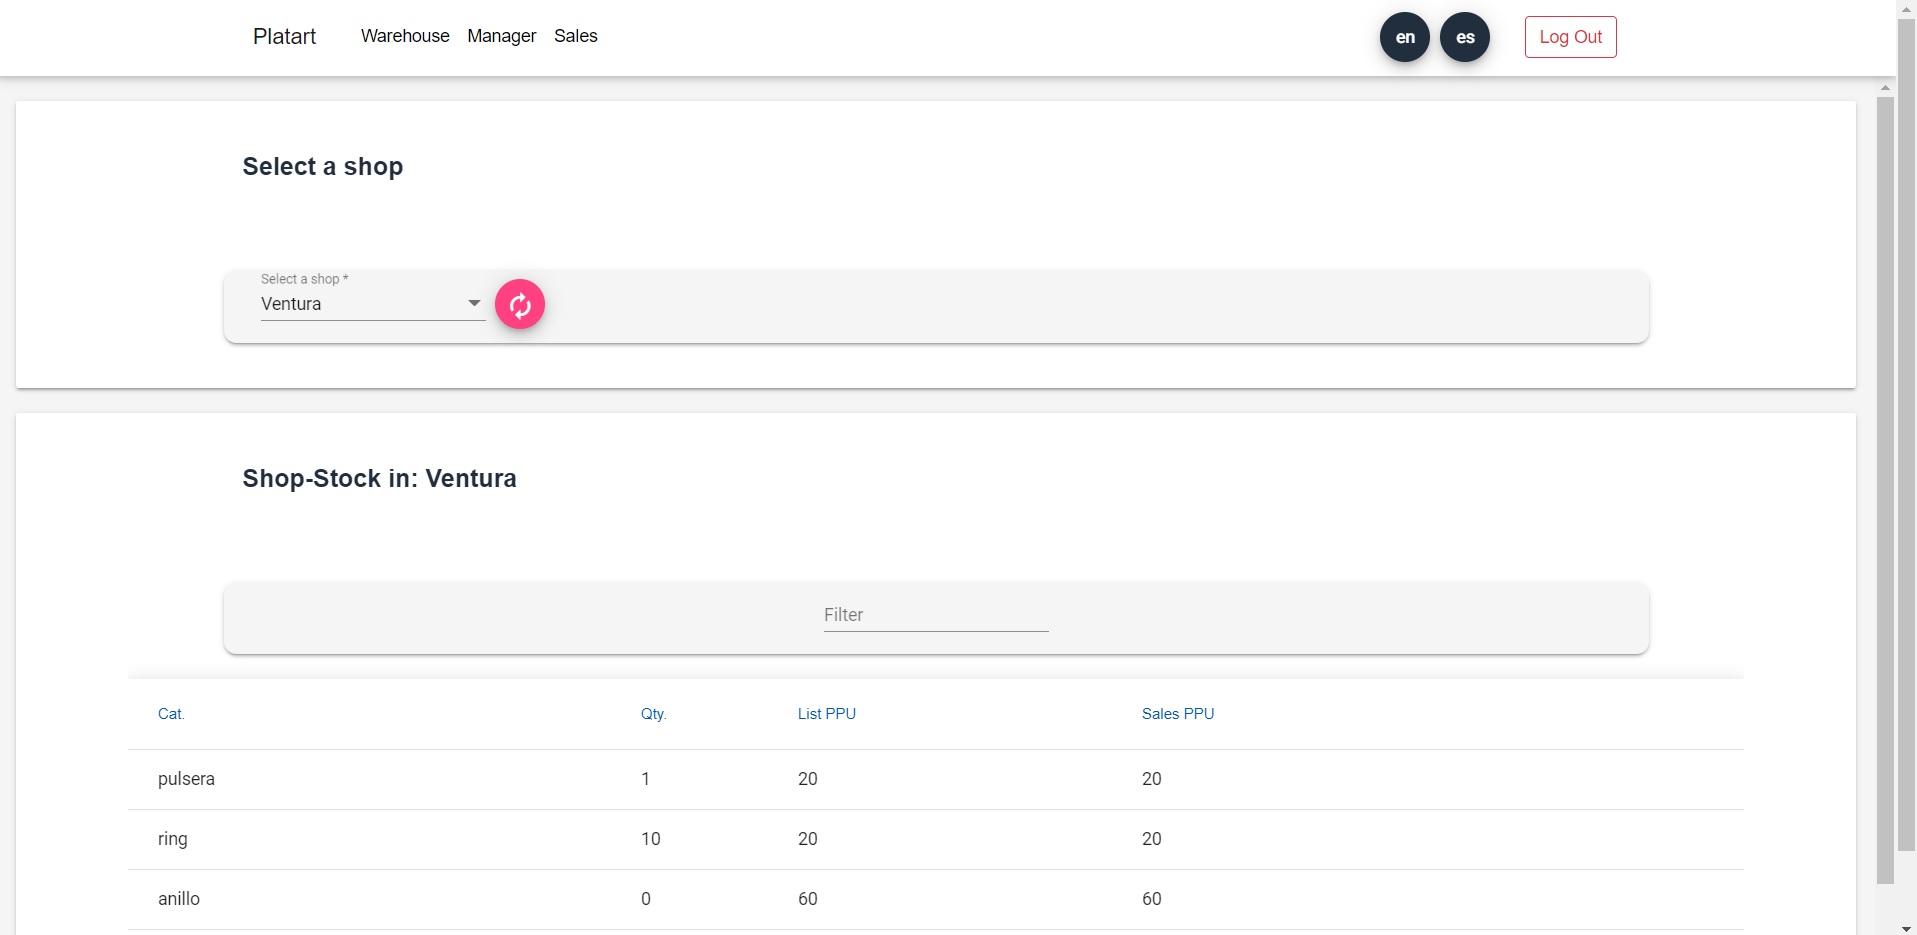 Platart Warehouse Manager Sales en es Log Out
Select a shop
Select a shop *
Ventura
Shop-Stock in: Ventura
Filter
Cat. Qty. List PPU Sales PPU
pulsera 1 20 20
ring 10 20 20
anillo 0 60 60